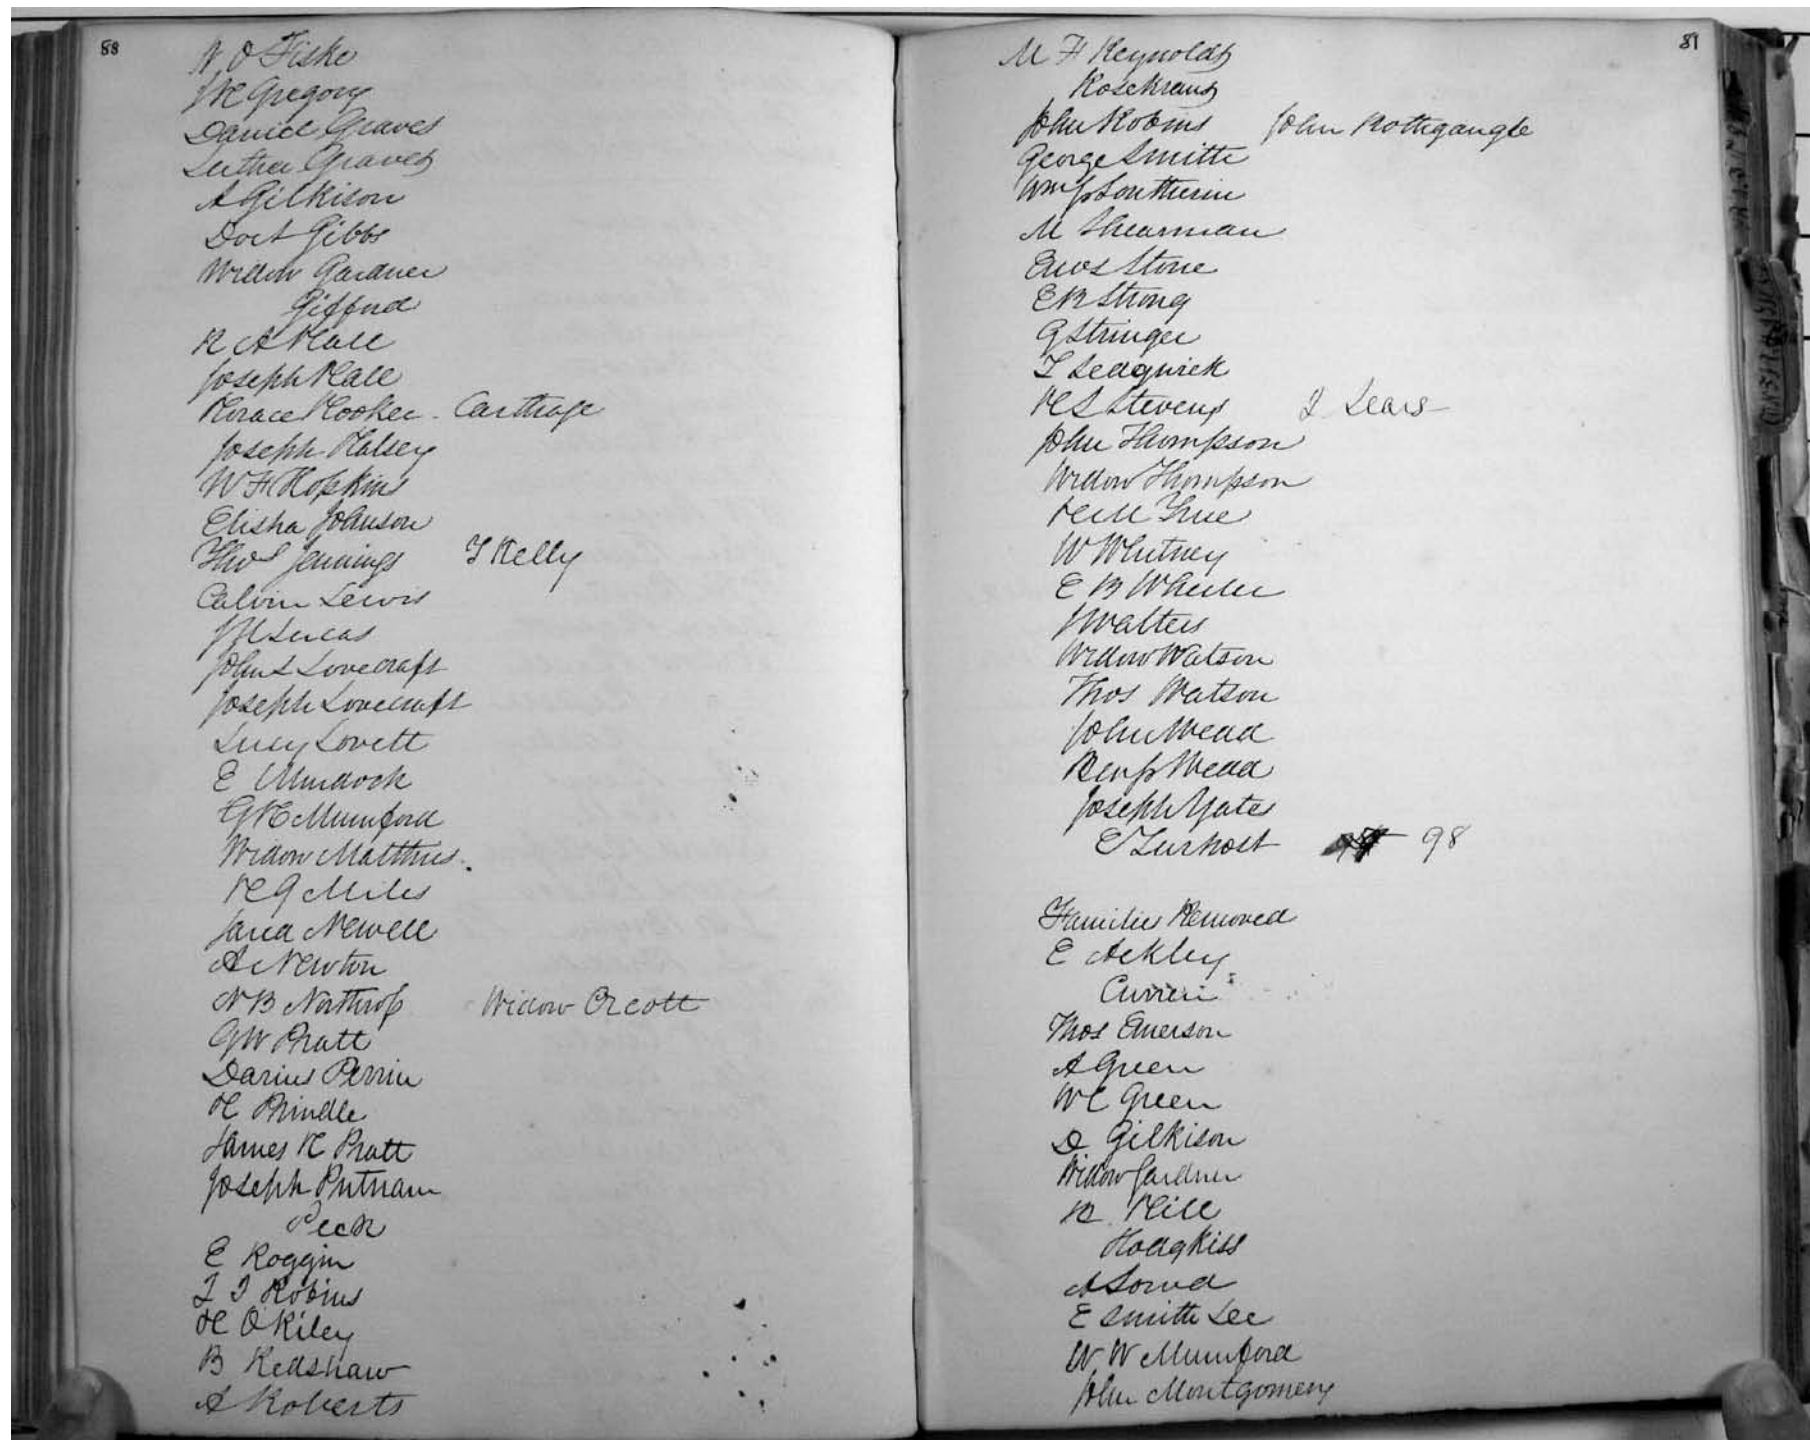 88
N O Fiske
H Gregory
Daniel Graves
Luther Graves
A Gilkison
Doct Gibbs
Widow Gardner
Gifford
R A Hall
Joseph Hall
Horace Hooker - Carthage
Joseph Halsey
W H Hopkins
Elisha Johnson
Thos Jennings J Kelly
Calvin Lewis
Lucas
John L Lovecraft
Joseph Lovecraft
Lucy Lovett
E Murdock
G H Mumford
Widow Matthews
H G Miles
Jared Newell
A Newton
N B Northrop Widow Orcott
G W Pratt
Darius Perrin
H Prindle
James H Pratt
Joseph Putnam
Peck
E Roggin
Robins
H O Riley
B Redshaw
A Roberts
81
M F Reynolds
Rosekrans
John Robins John Rothgangle
George Smith
Wm Southerin
M Shearman
Enos Stone
E R Strong
G Stringer
T Sedgwick
H S Stevens Sears
John Thompson
Widow Thompson
H M True
W Whitney
E B Wheeler
J Walters
Widow Watson
Thos Watson
John Wead
Benj Wead
Joseph Yates
E Zurhost 98
Families Removed
E Ackley
Currier
Thos Emerson
A Green
W C Green
D Gilkison
Widow Gardner
R Hill
Hodgkiss
A
E Smith Lee
W W Mumford
John Montgomery